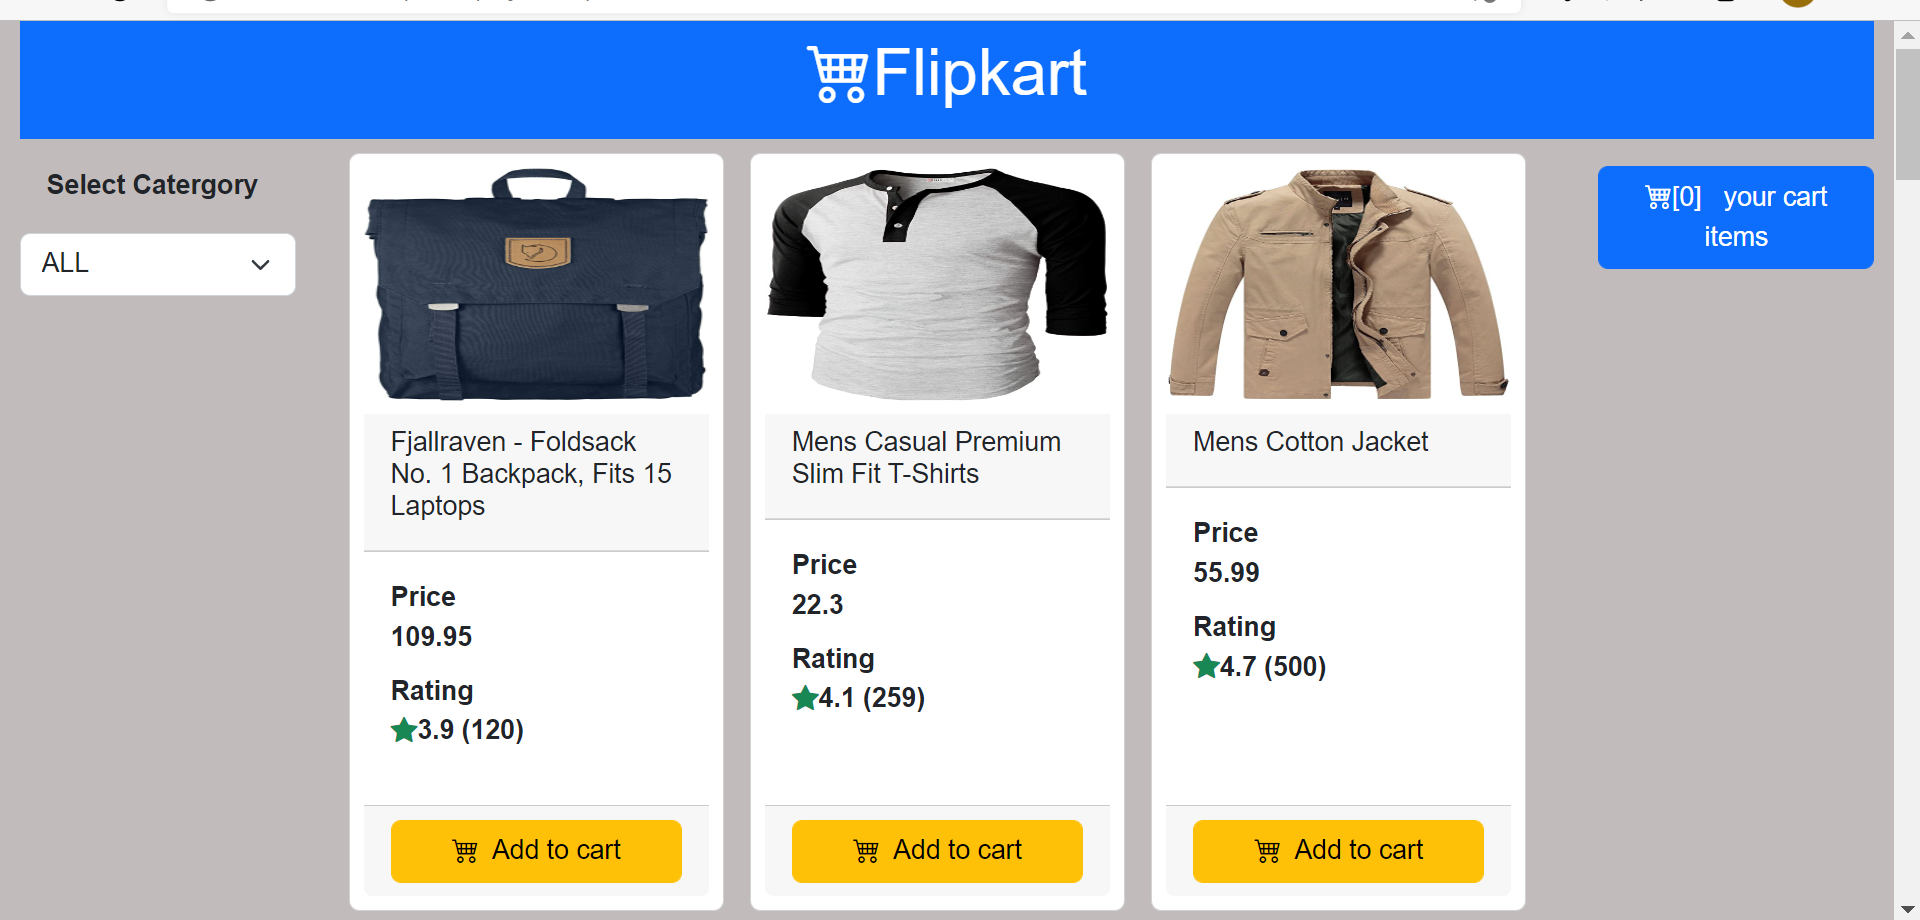 Flipkart
Select Catergory
ALL
[0] your cart
items
Fjallraven - Foldsack
No. 1 Backpack, Fits 15
Laptops
Price
109.95
Rating
3.9 (120)
Add to cart
Mens Casual Premium
Slim Fit T-Shirts
Price
22.3
Rating
4.1 (259)
Add to cart
Mens Cotton Jacket
Price
55.99
Rating
4.7 (500)
Add to cart